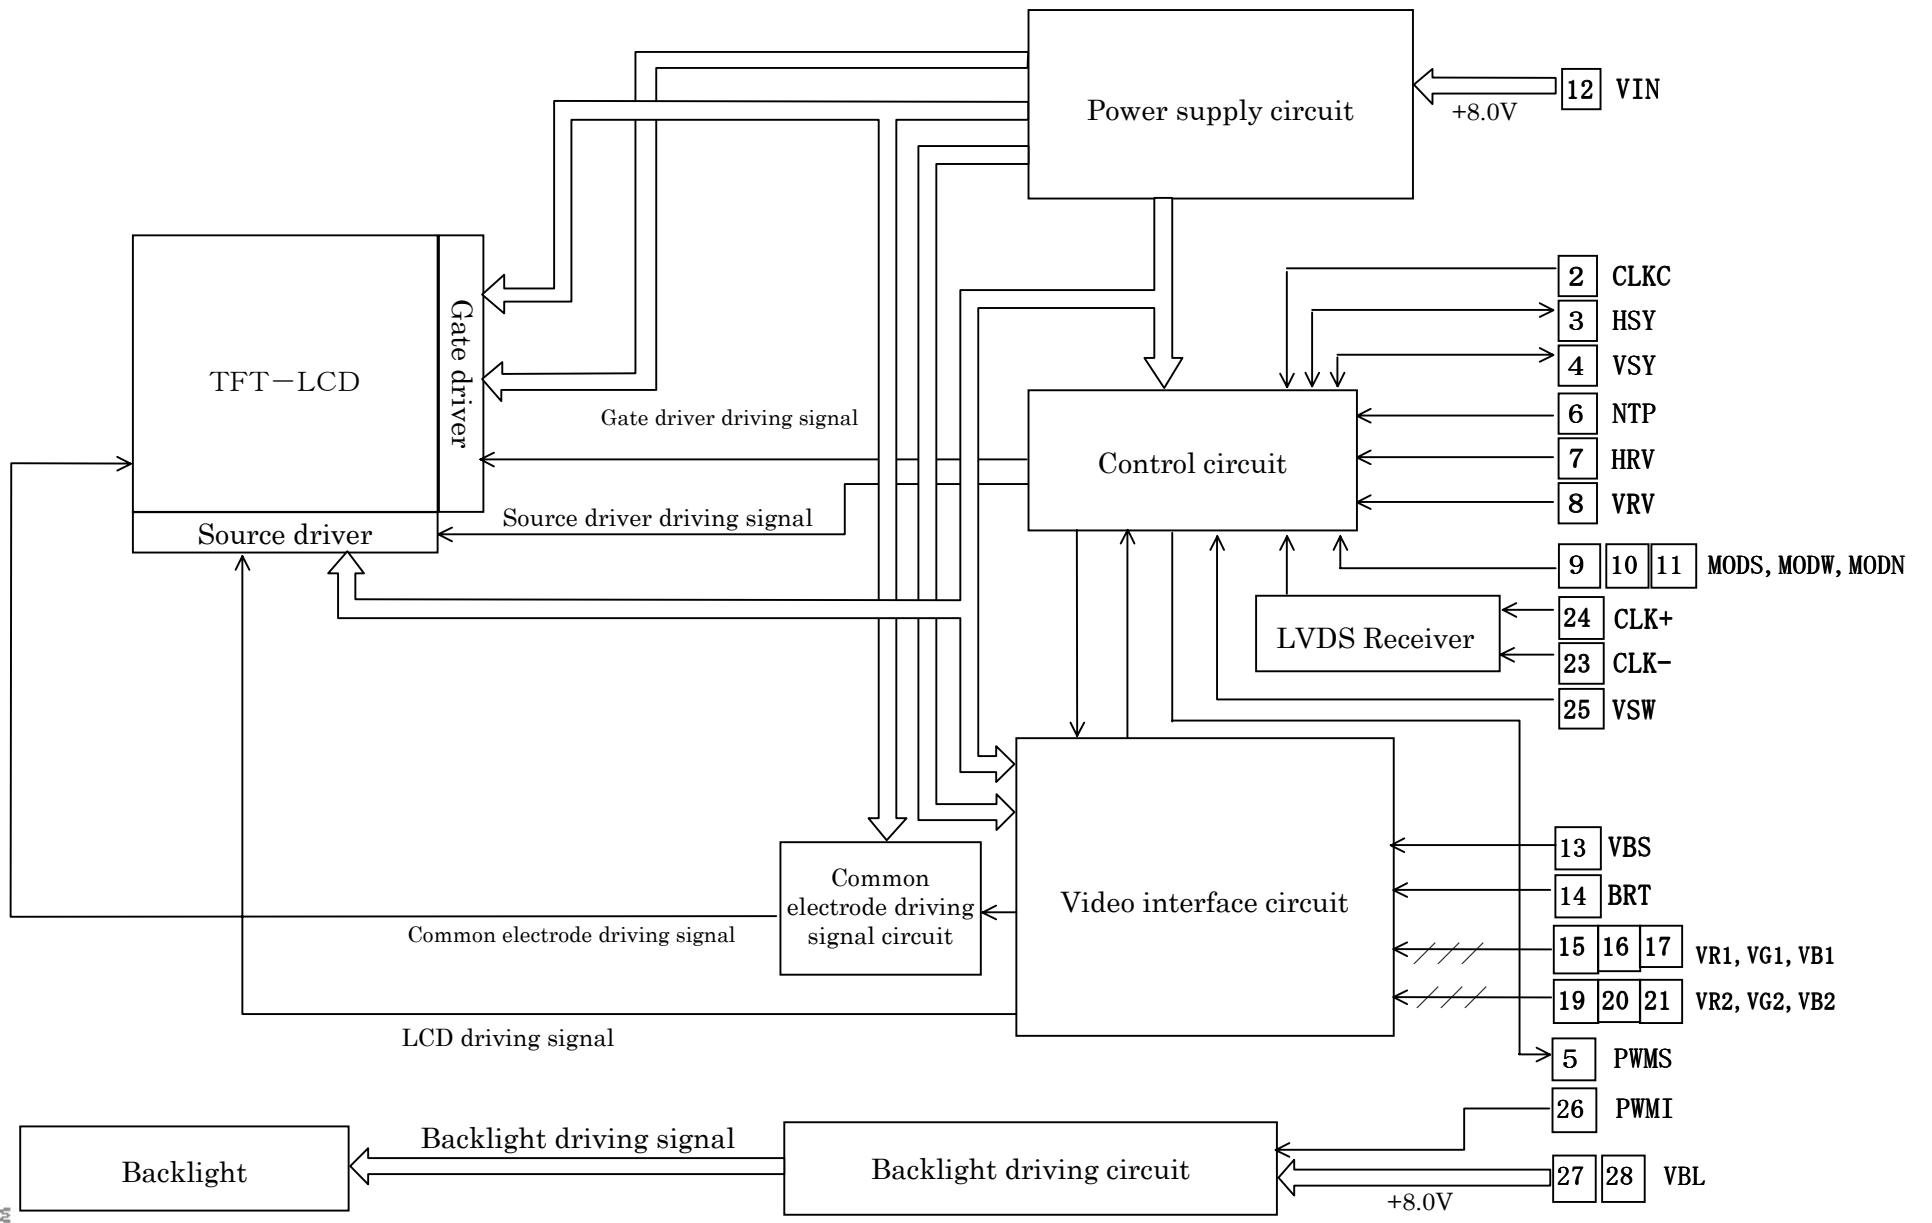 Power supply circuit
12 VIN
+8.0V
2 CLKC
3 HSY
4 VSY
6 NTP
7 HRV
8 VRV
TFT-LCD
Gate driver
Source driver
Gate driver driving signal
Source driver driving signal
Control circuit
9 10 11 MODS, MODW, MODN
LVDS Receiver
24 CLK+
23 CLK-
25 VSW
Common
electrode driving
signal circuit
Video interface circuit
13 VBS
14 BRT
15 16 17 VR1, VG1, VB1
19 20 21 VR2, VG2, VB2
Common electrode driving signal
LCD driving signal
5 PWMS
26 PWMI
Backlight
Backlight driving signal
Backlight driving circuit
27 28 VBL
+8.0V